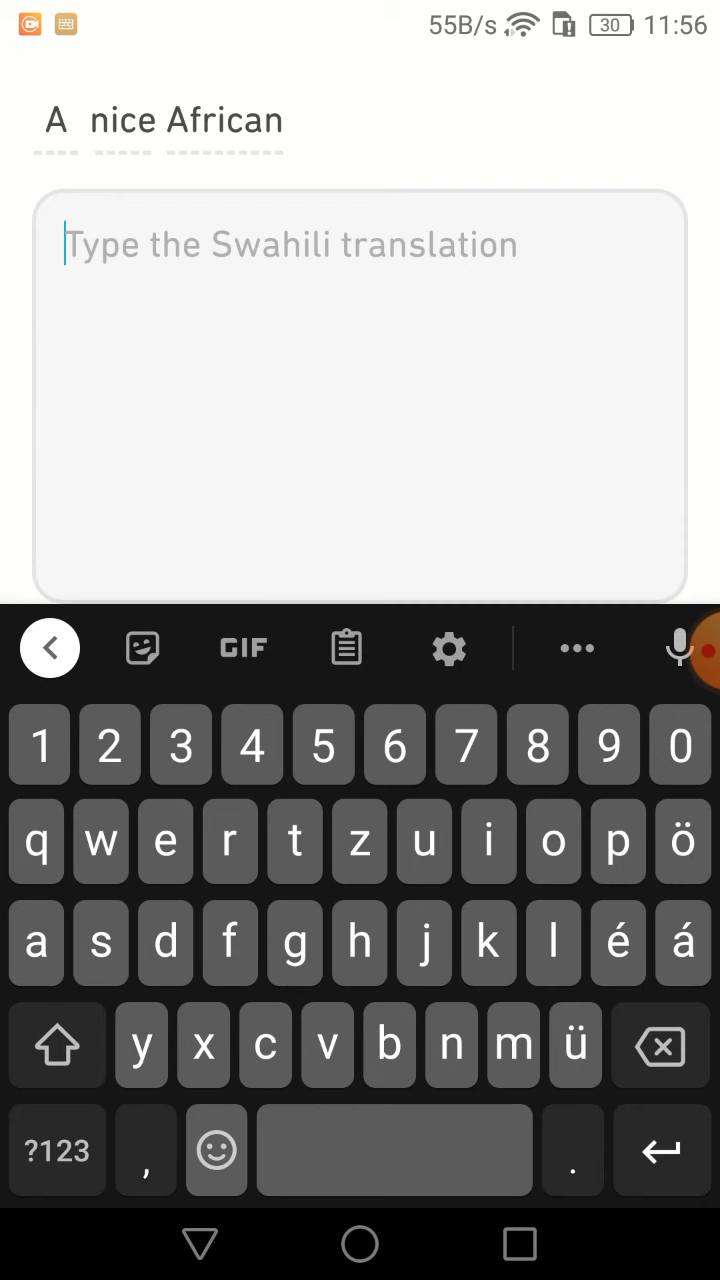 55B/s 30 11:56
A nice African
Type the Swahili translation
GIF
1 2 3 4 5 6 7 8 9 0
q w e r t z u i o p ö
a s d f g h j k l é á
y x c v b n m ü
?123 , .